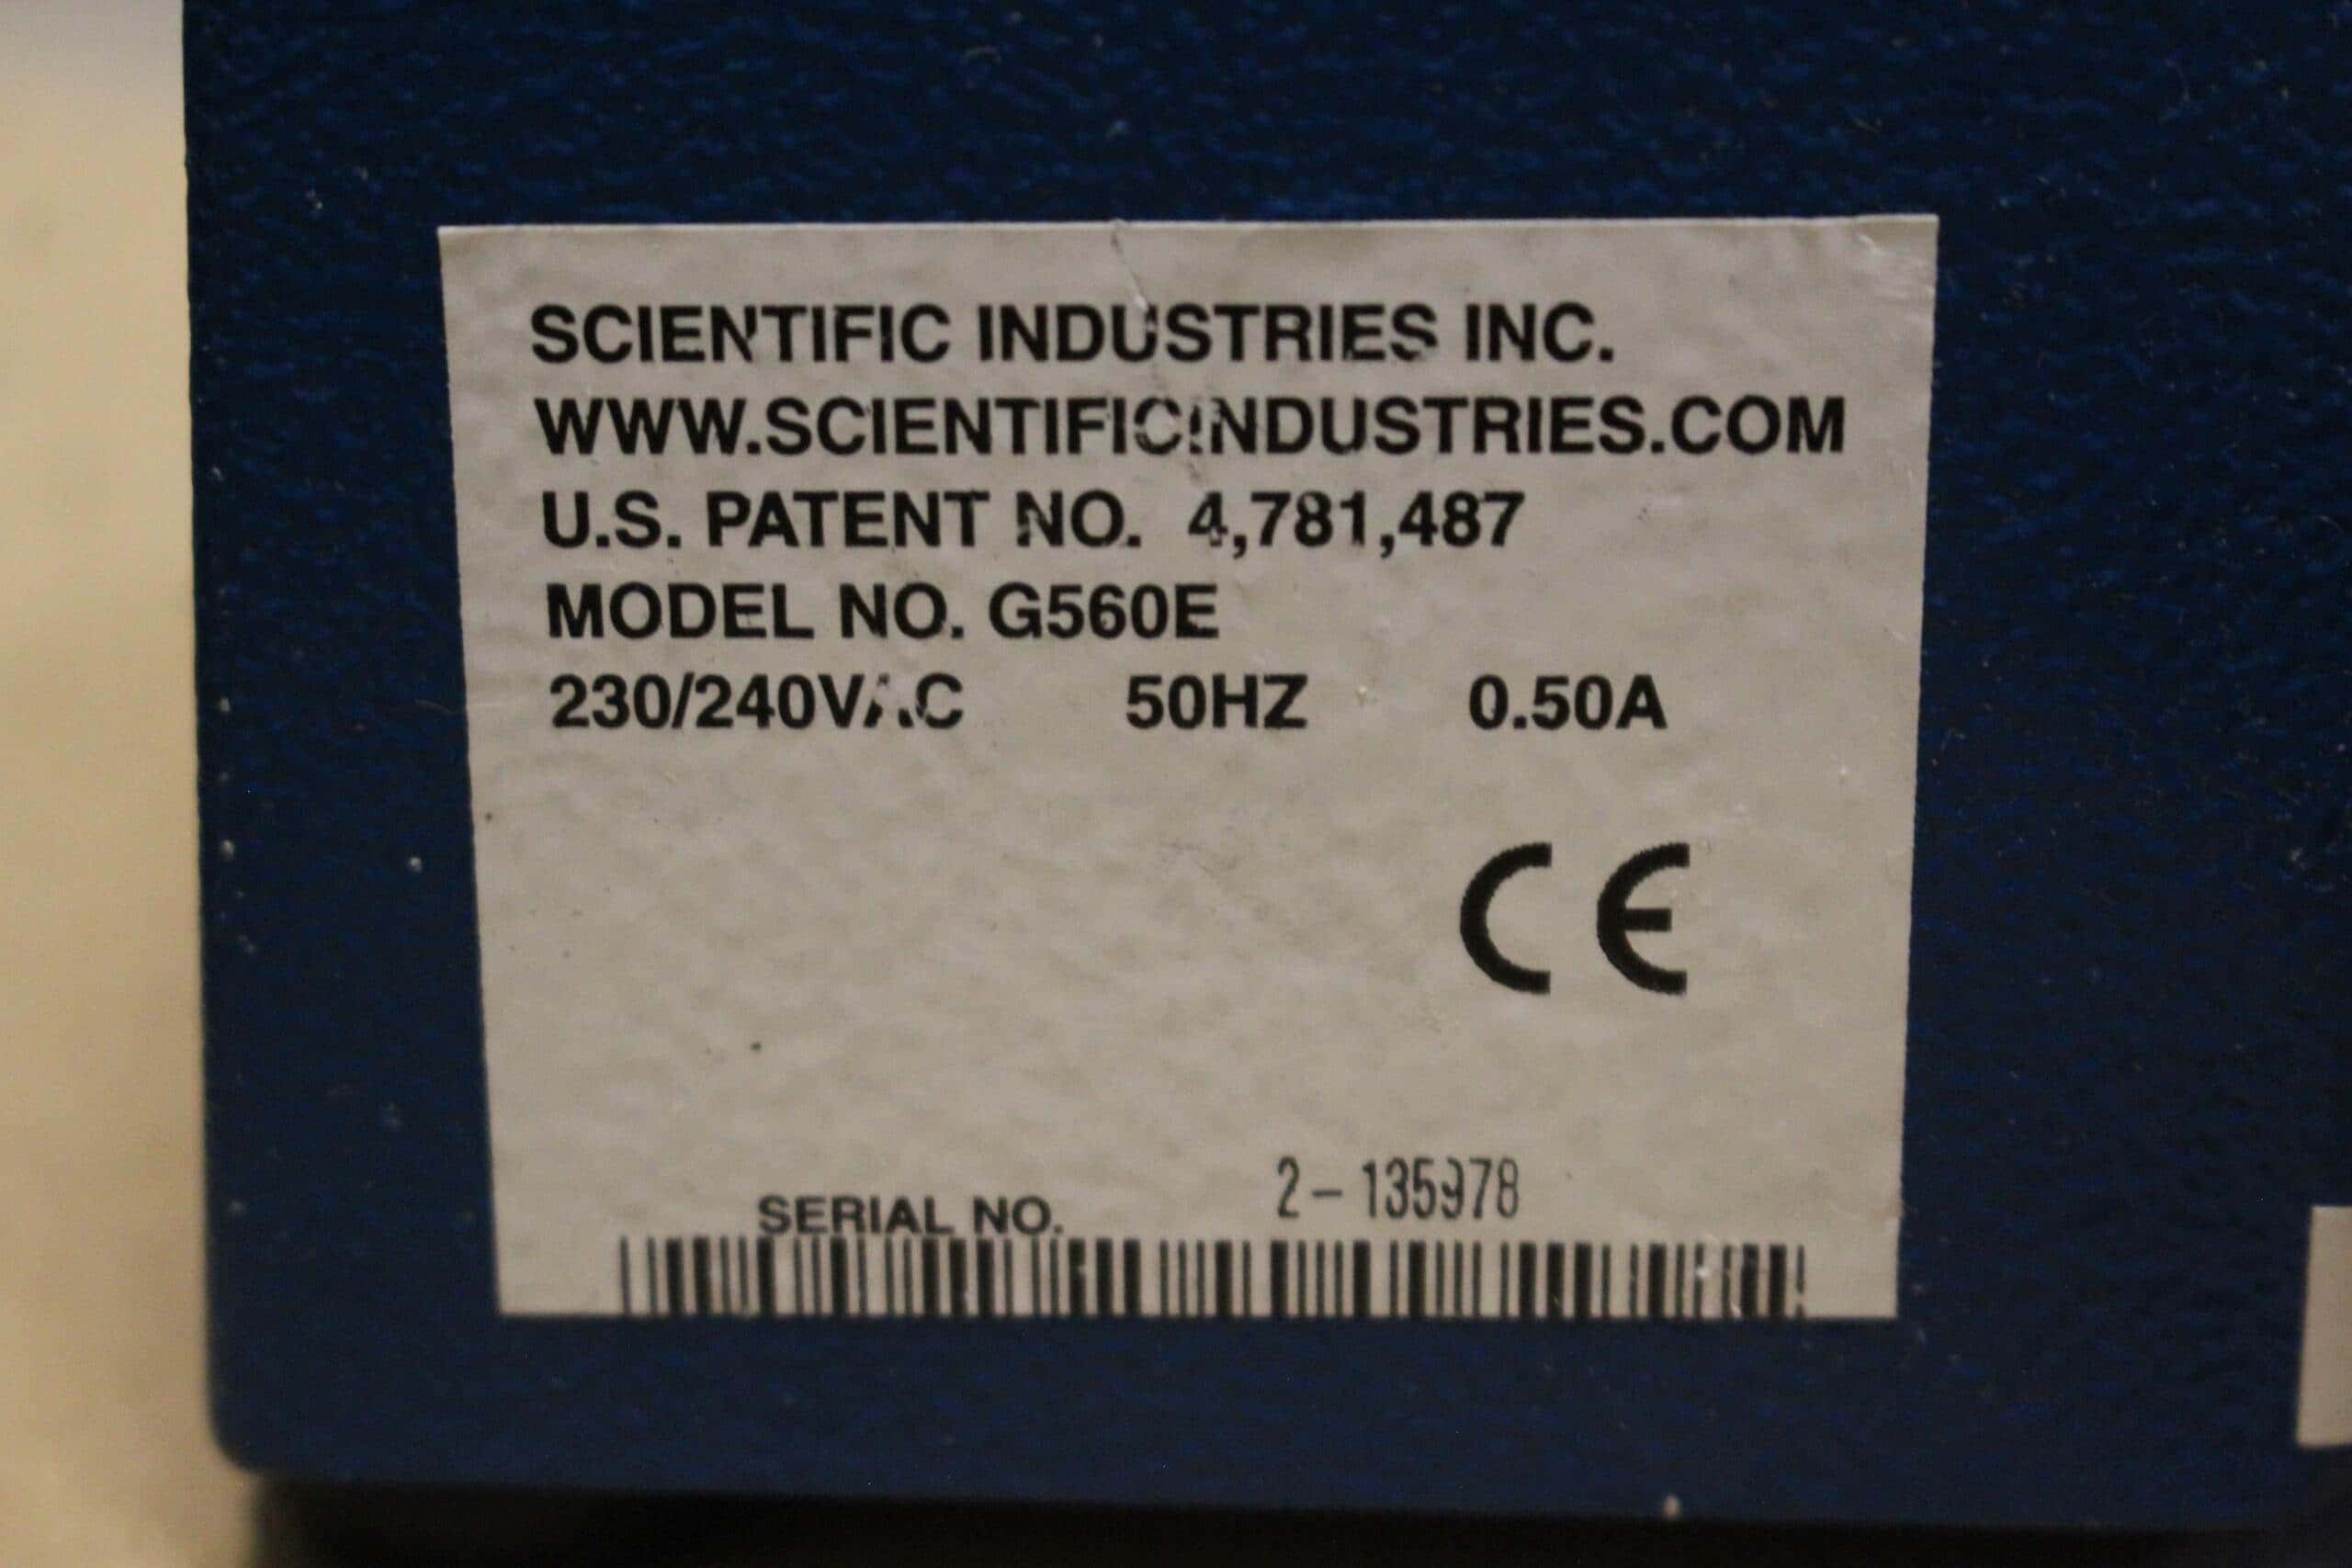 SCIENTIFIC INDUSTRIES INC.
WWW.SCIENTIFICINDUSTRIES.COM
U.S. PATENT NO. 4,781,487
MODEL NO. G560E
230/240VAC 50HZ 0.50A
CE
SERIAL NO. 2-135978